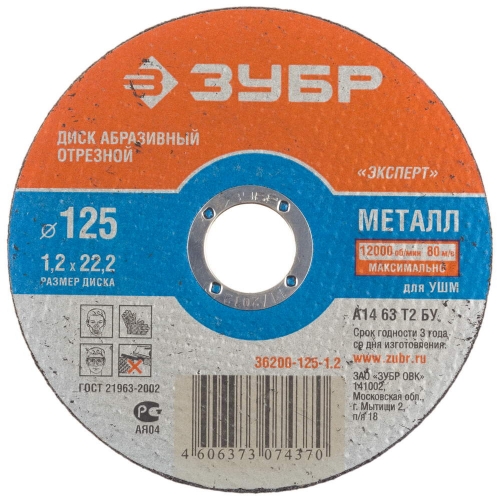 ЗУБР
ДИСК АБРАЗИВНЫЙ
ОТРЕЗНОЙ
«ЭКСПЕРТ»
⌀125
МЕТАЛЛ
1,2 x 22,2
РАЗМЕР ДИСКА
12000 об/мин 80 м/с
МАКСИМАЛЬНО
для УШМ
А14 63 Т2 БУ.
Срок годности 3 года
со дня изготовления.
www.zubr.ru
36200-125-1.2
ЗАО «ЗУБР ОВК»
141002,
Московская обл.,
г. Мытищи 2,
п/я 18
ГОСТ 21963-2002
АЯ04
4 606373 074370